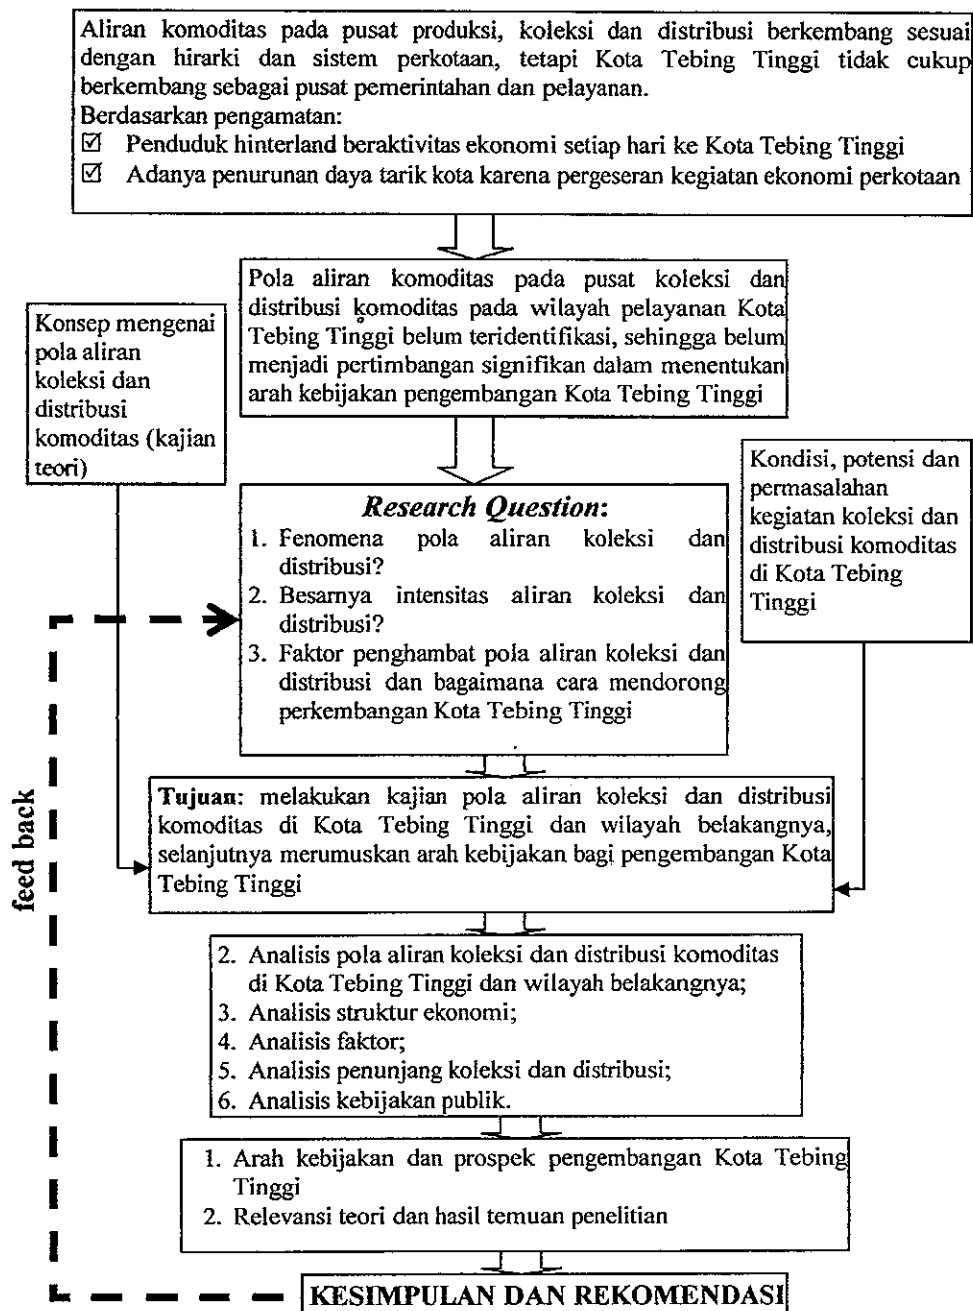 Aliran komoditas pada pusat produksi, koleksi dan distribusi berkembang sesuai
dengan hirarki dan sistem perkotaan, tetapi Kota Tebing Tinggi tidak cukup
berkembang sebagai pusat pemerintahan dan pelayanan.
Berdasarkan pengamatan:
☑ Penduduk hinterland beraktivitas ekonomi setiap hari ke Kota Tebing Tinggi
☑ Adanya penurunan daya tarik kota karena pergeseran kegiatan ekonomi perkotaan
Pola aliran komoditas pada pusat koleksi dan
distribusi komoditas pada wilayah pelayanan Kota
Tebing Tinggi belum teridentifikasi, sehingga belum
menjadi pertimbangan signifikan dalam menentukan
arah kebijakan pengembangan Kota Tebing Tinggi
Konsep mengenai
pola aliran
koleksi dan
distribusi
komoditas (kajian
teori)
Kondisi, potensi dan
permasalahan
kegiatan koleksi dan
distribusi komoditas
di Kota Tebing
Tinggi
Research Question:
1. Fenomena pola aliran koleksi dan
distribusi?
2. Besarnya intensitas aliran koleksi dan
distribusi?
3. Faktor penghambat pola aliran koleksi dan
distribusi dan bagaimana cara mendorong
perkembangan Kota Tebing Tinggi
Tujuan: melakukan kajian pola aliran koleksi dan distribusi
komoditas di Kota Tebing Tinggi dan wilayah belakangnya,
selanjutnya merumuskan arah kebijakan bagi pengembangan Kota
Tebing Tinggi
feed back
2. Analisis pola aliran koleksi dan distribusi komoditas
di Kota Tebing Tinggi dan wilayah belakangnya;
3. Analisis struktur ekonomi;
4. Analisis faktor;
5. Analisis penunjang koleksi dan distribusi;
6. Analisis kebijakan publik.
1. Arah kebijakan dan prospek pengembangan Kota Tebing
Tinggi
2. Relevansi teori dan hasil temuan penelitian
KESIMPULAN DAN REKOMENDASI